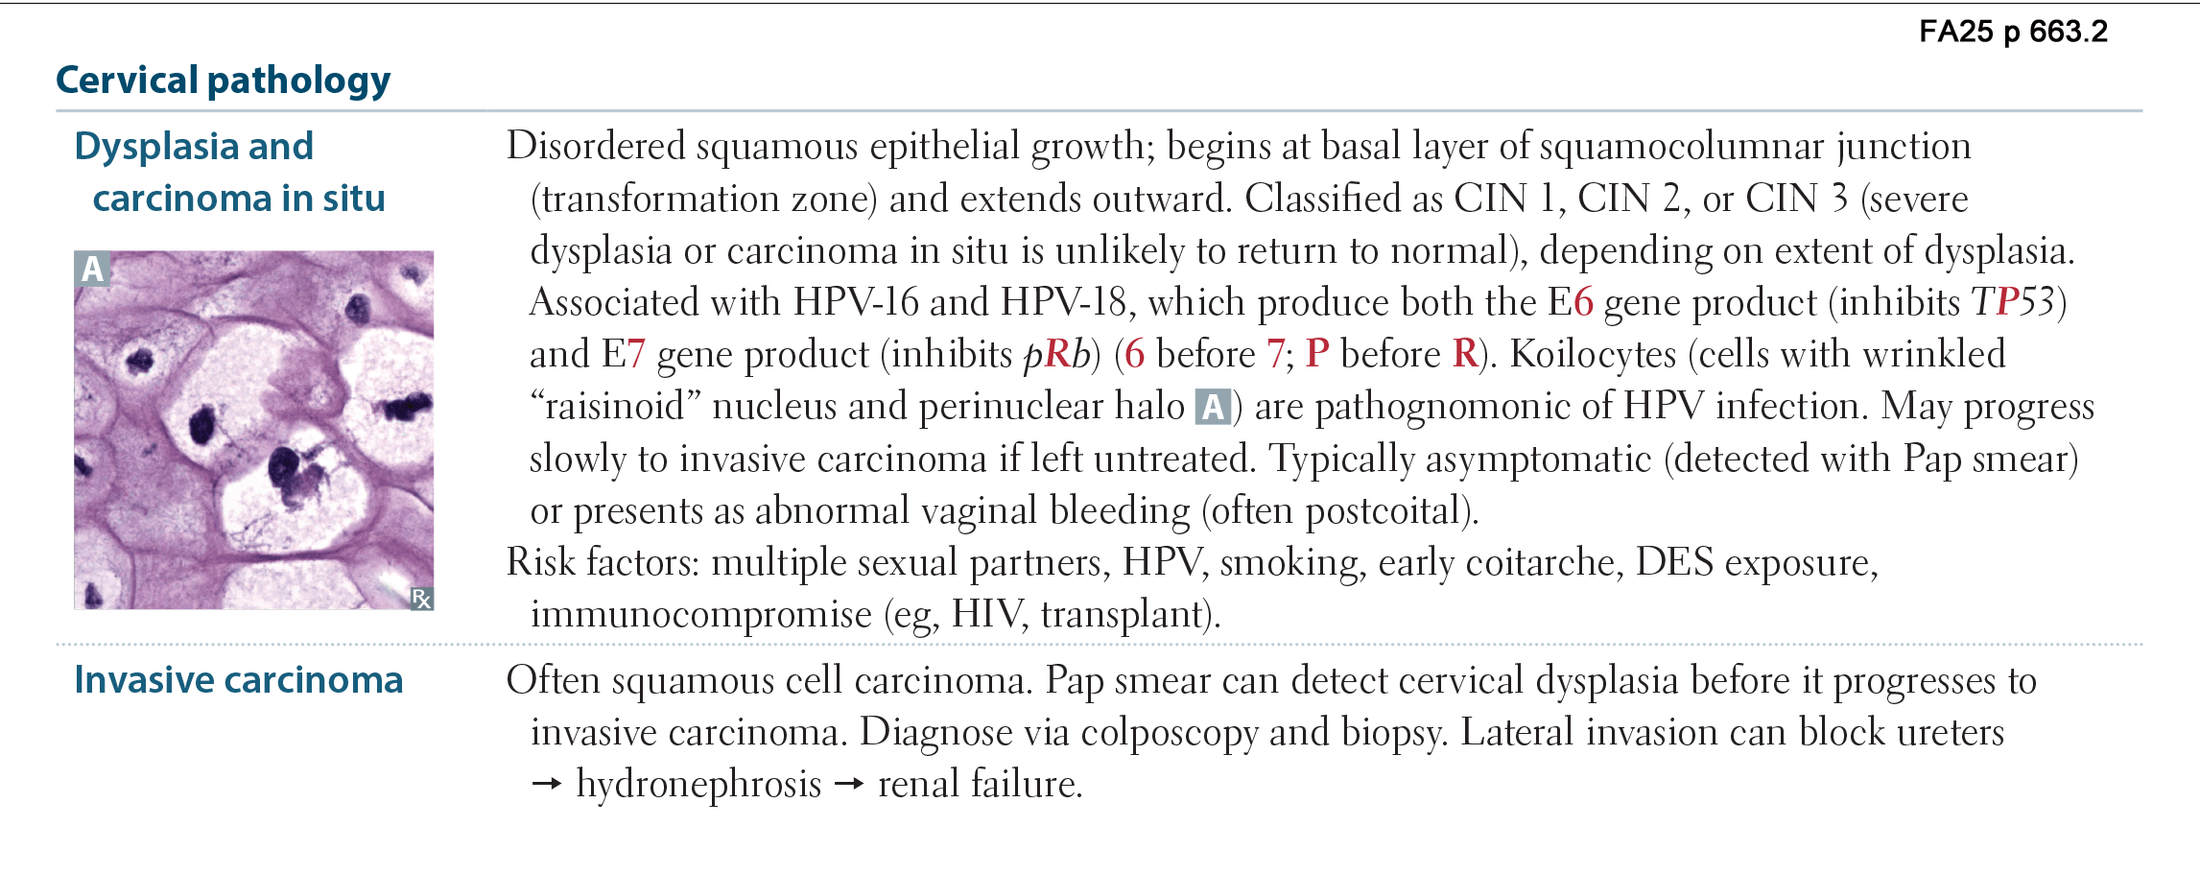 FA25 p 663.2
Cervical pathology
Dysplasia and
carcinoma in situ
A
Rx
Disordered squamous epithelial growth; begins at basal layer of squamocolumnar junction
(transformation zone) and extends outward. Classified as CIN 1, CIN 2, or CIN 3 (severe
dysplasia or carcinoma in situ is unlikely to return to normal), depending on extent of dysplasia.
Associated with HPV-16 and HPV-18, which produce both the E6 gene product (inhibits TP53)
and E7 gene product (inhibits pRb) (6 before 7; P before R). Koilocytes (cells with wrinkled
“raisinoid” nucleus and perinuclear halo A) are pathognomonic of HPV infection. May progress
slowly to invasive carcinoma if left untreated. Typically asymptomatic (detected with Pap smear)
or presents as abnormal vaginal bleeding (often postcoital).
Risk factors: multiple sexual partners, HPV, smoking, early coitarche, DES exposure,
immunocompromise (eg, HIV, transplant).
Invasive carcinoma
Often squamous cell carcinoma. Pap smear can detect cervical dysplasia before it progresses to
invasive carcinoma. Diagnose via colposcopy and biopsy. Lateral invasion can block ureters
→ hydronephrosis → renal failure.